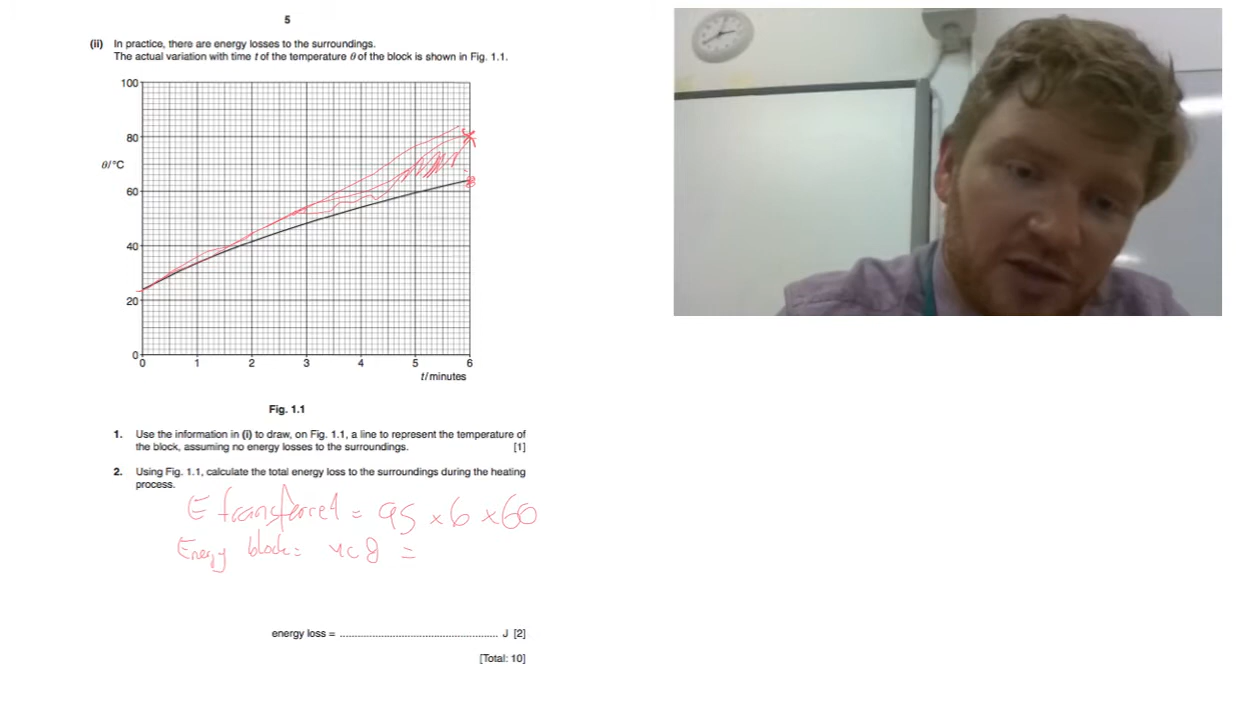 5
(ii) In practice, there are energy losses to the surroundings.
The actual variation with time t of the temperature θ of the block is shown in Fig. 1.1.
100
80
θ/°C
60
40
20
0
0 1 2 3 4 5 6
t/minutes
Fig. 1.1
1. Use the information in (i) to draw, on Fig. 1.1, a line to represent the temperature of
the block, assuming no energy losses to the surroundings. [1]
2. Using Fig. 1.1, calculate the total energy loss to the surroundings during the heating
process.
E transferred = 95 × 6 × 60
Energy block = mcθ =
energy loss = ................................................ J [2]
[Total: 10]